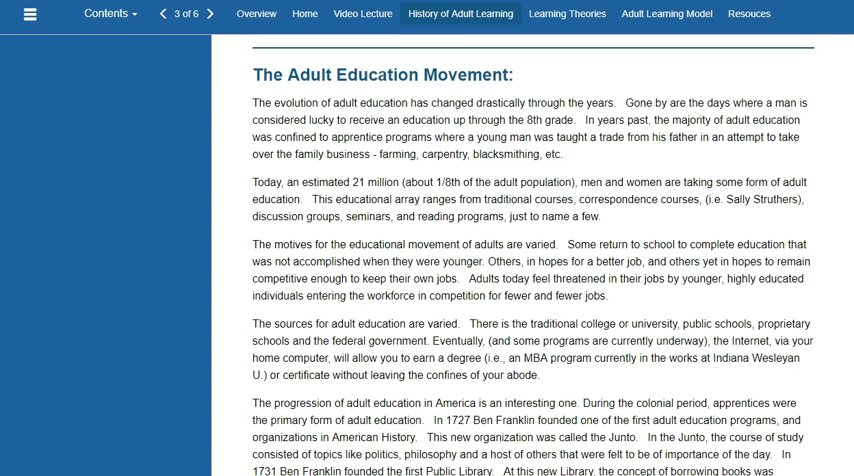 Contents
3 of 6
Overview
Home
Video Lecture
History of Adult Learning
Learning Theories
Adult Learning Model
Resouces
The Adult Education Movement:
The evolution of adult education has changed drastically through the years. Gone by are the days where a man is
considered lucky to receive an education up through the 8th grade. In years past, the majority of adult education
was confined to apprentice programs where a young man was taught a trade from his father in an attempt to take
over the family business - farming, carpentry, blacksmithing, etc.
Today, an estimated 21 million (about 1/8th of the adult population), men and women are taking some form of adult
education. This educational array ranges from traditional courses, correspondence courses, (i.e. Sally Struthers),
discussion groups, seminars, and reading programs, just to name a few.
The motives for the educational movement of adults are varied. Some return to school to complete education that
was not accomplished when they were younger. Others, in hopes for a better job, and others yet in hopes to remain
competitive enough to keep their own jobs. Adults today feel threatened in their jobs by younger, highly educated
individuals entering the workforce in competition for fewer and fewer jobs.
The sources for adult education are varied. There is the traditional college or university, public schools, proprietary
schools and the federal government. Eventually, (and some programs are currently underway), the Internet, via your
home computer, will allow you to earn a degree (i.e., an MBA program currently in the works at Indiana Wesleyan
U.) or certificate without leaving the confines of your abode.
The progression of adult education in America is an interesting one. During the colonial period, apprentices were
the primary form of adult education. In 1727 Ben Franklin founded one of the first adult education programs, and
organizations in American History. This new organization was called the Junto. In the Junto, the course of study
consisted of topics like politics, philosophy and a host of others that were felt to be of importance of the day. In
1731 Ben Franklin founded the first Public Library. At this new Library, the concept of borrowing books was